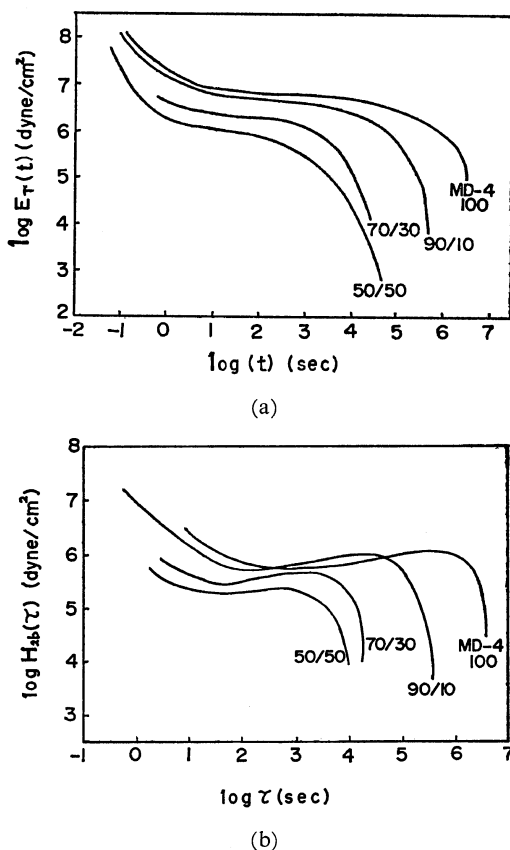 log E_T(t) (dyne/cm²)
8
7
6
5
4
3
2
MD-4
100
70/30
90/10
50/50
-2 -1 0 1 2 3 4 5 6 7
log (t) (sec)
(a)
log H_ab(τ) (dyne/cm²)
8
7
6
5
4
3
50/50
70/30
MD-4
100
90/10
-1 0 1 2 3 4 5 6 7
log τ (sec)
(b)